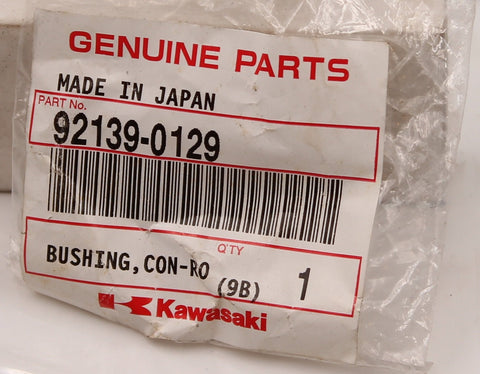 GENUINE PARTS
MADE IN JAPAN
PART No.
92139-0129
Q'TY
BUSHING,CON-RO (9B) 1
Kawasaki